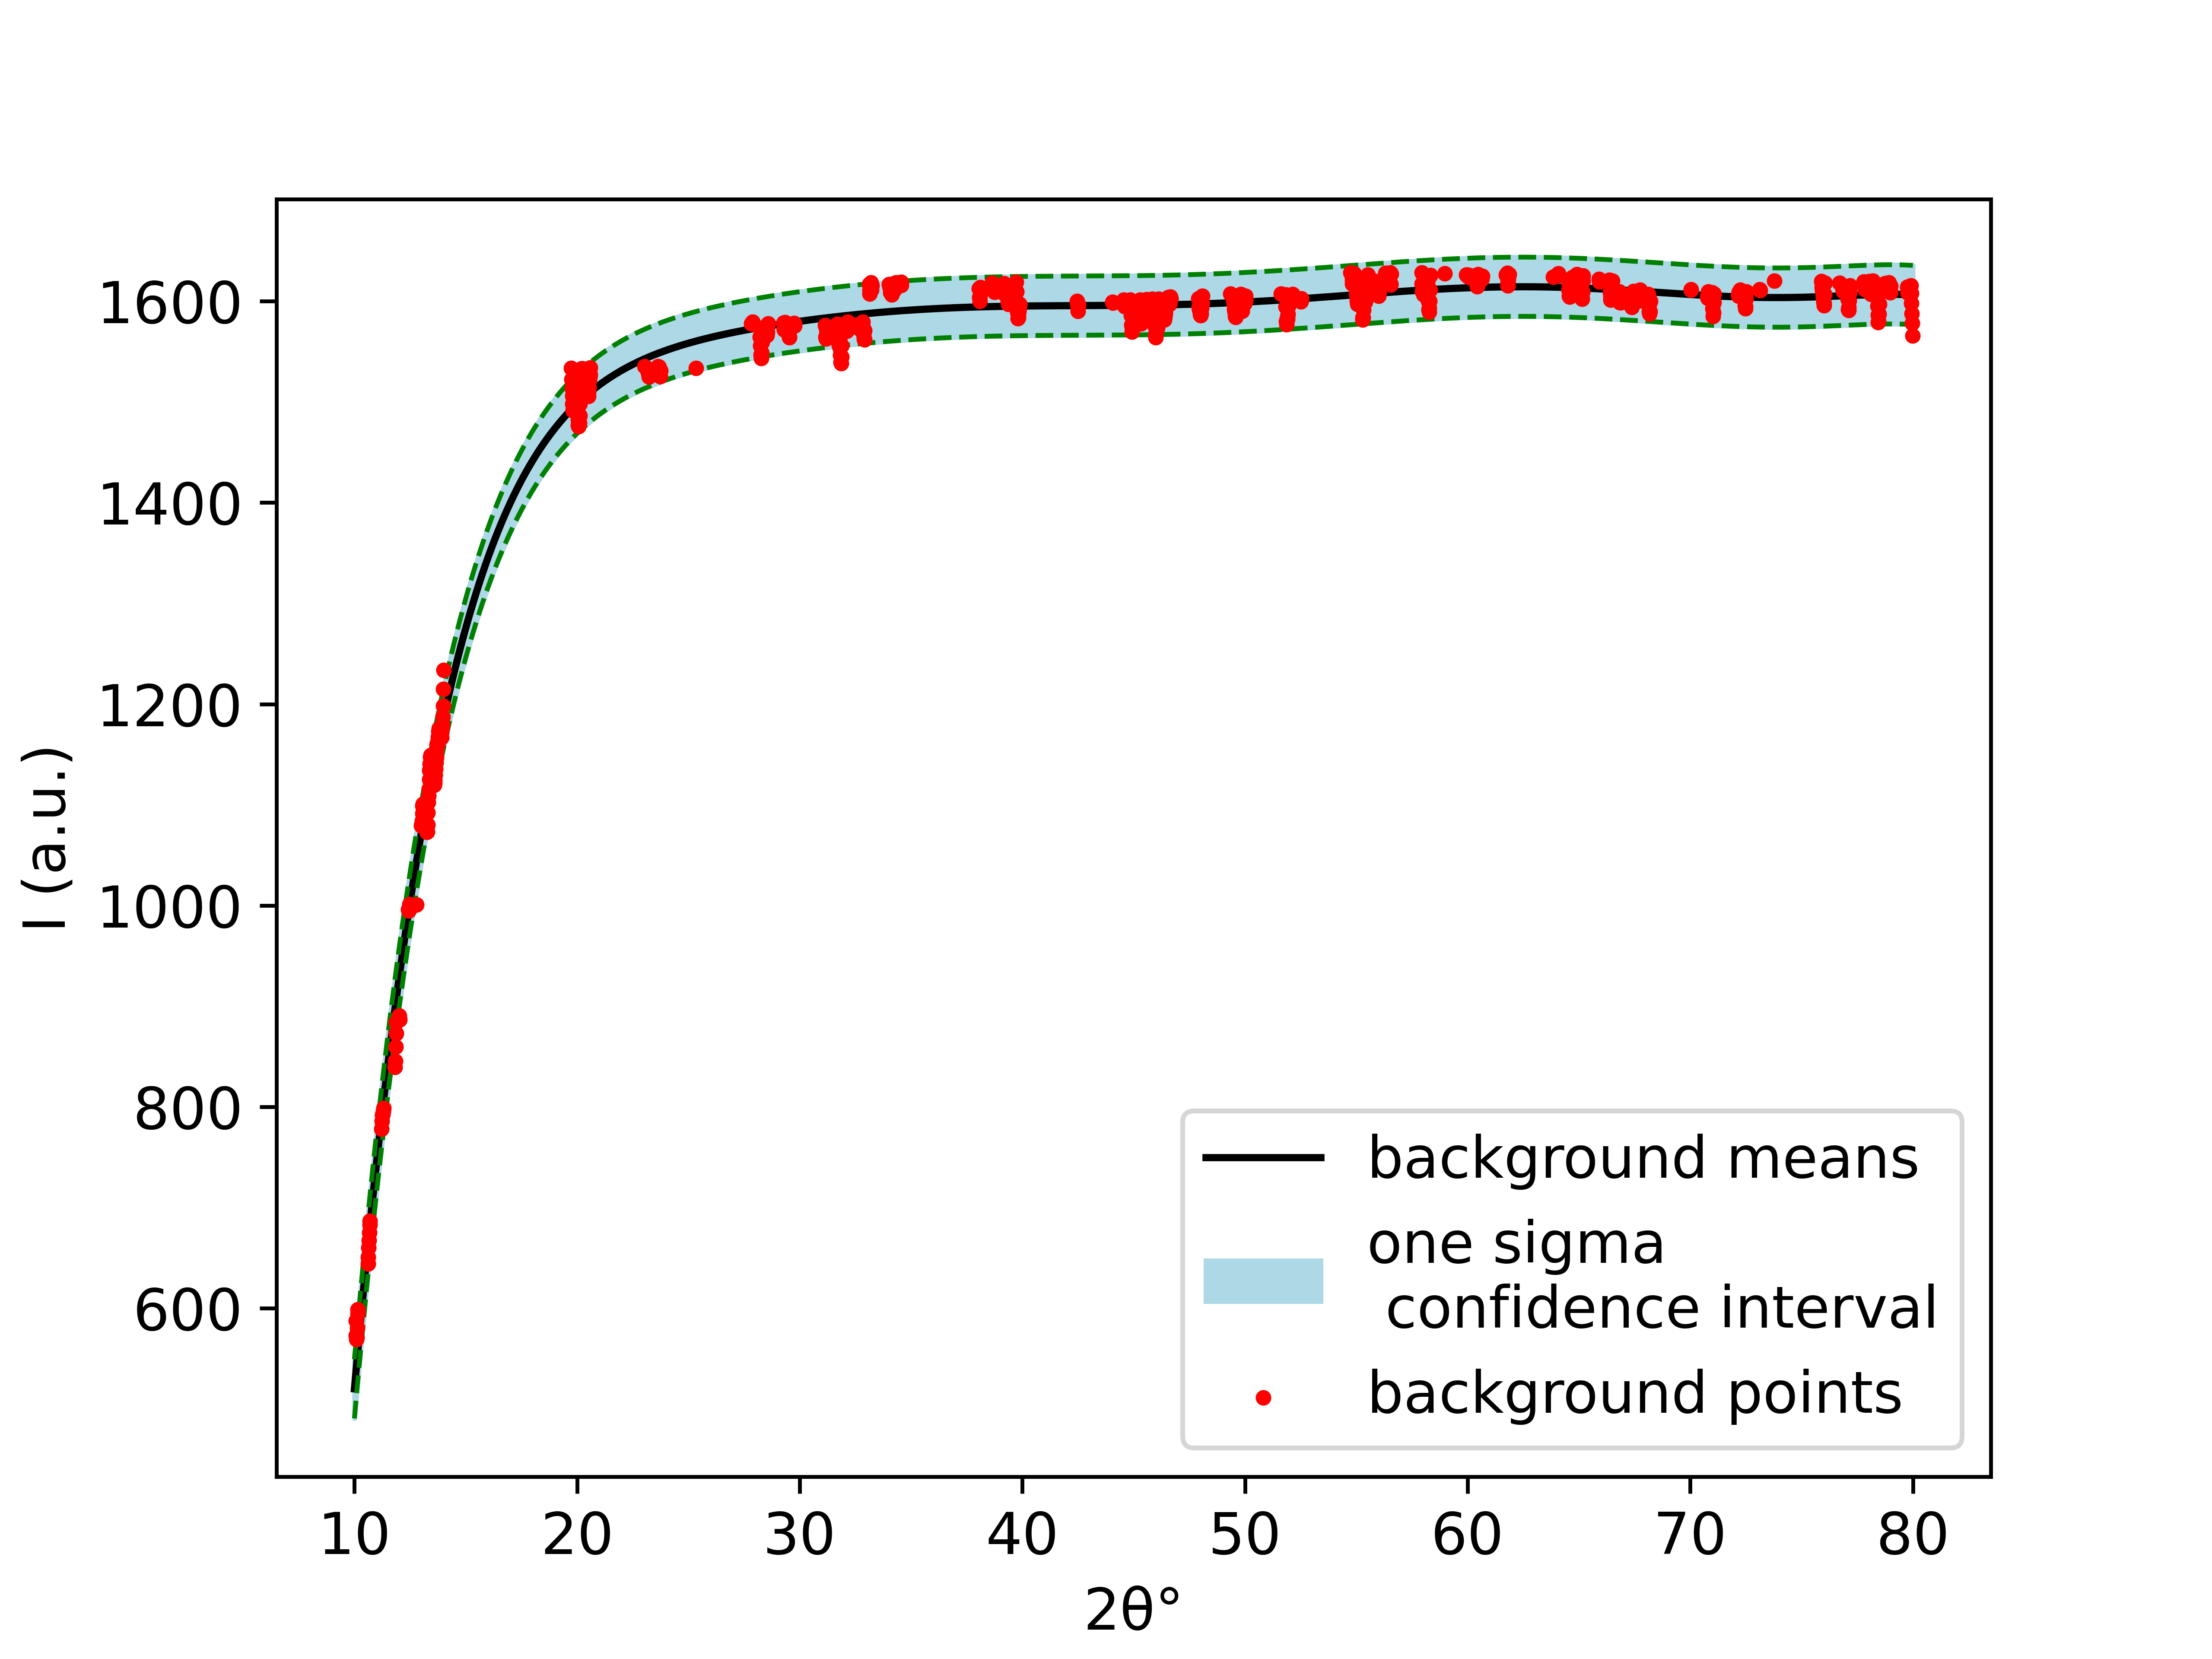 1600
1400
1200
1000
800
600
I (a.u.)
background means
one sigma
confidence interval
background points
10 20 30 40 50 60 70 80
2θ°